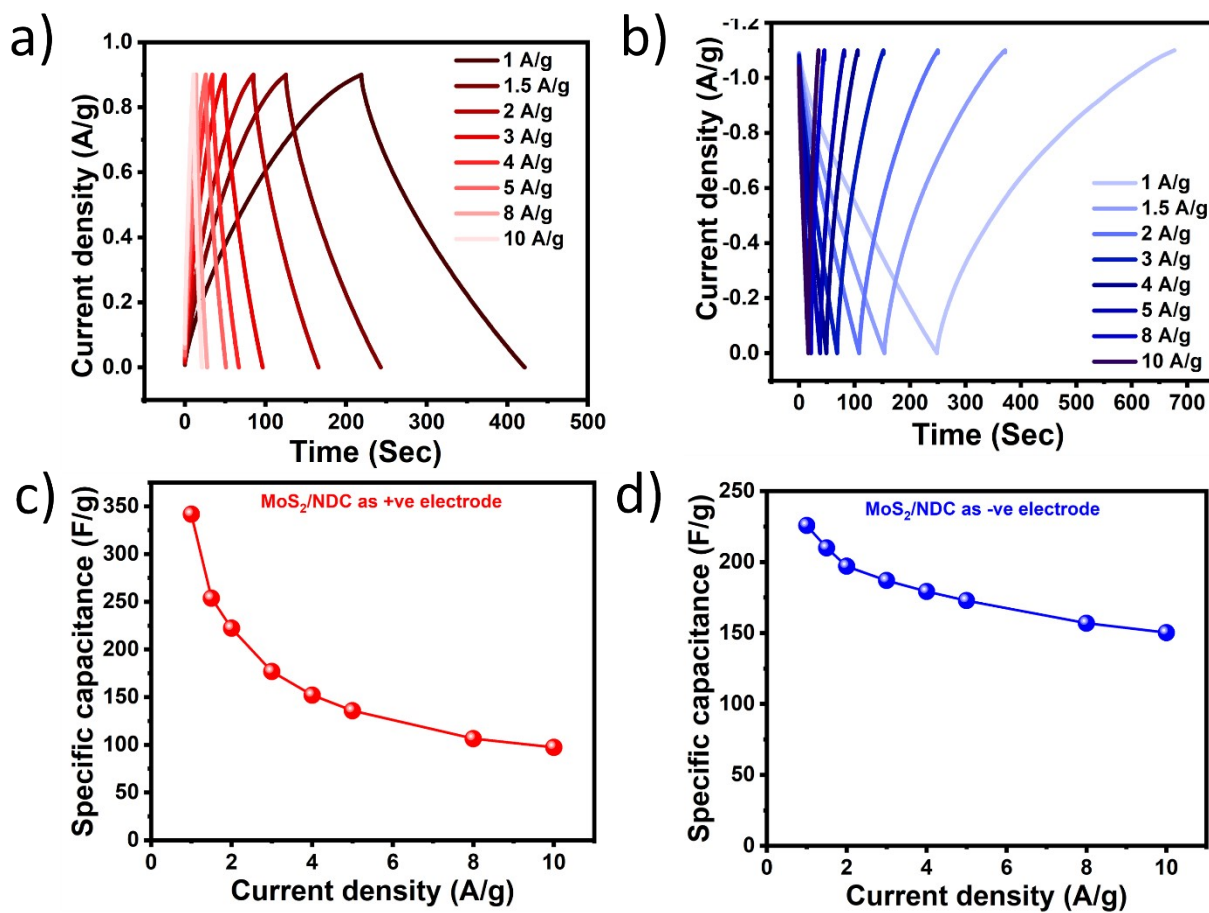 a)
1.0
0.8
0.6
0.4
0.2
0.0
Current density (A/g)
1 A/g
1.5 A/g
2 A/g
3 A/g
4 A/g
5 A/g
8 A/g
10 A/g
0 100 200 300 400 500
Time (Sec)
b)
-1.2
-1.0
-0.8
-0.6
-0.4
-0.2
0.0
Current density (A/g)
1 A/g
1.5 A/g
2 A/g
3 A/g
4 A/g
5 A/g
8 A/g
10 A/g
0 100 200 300 400 500 600 700
Time (Sec)
c)
MoS₂/NDC as +ve electrode
350
300
250
200
150
100
50
0
Specific capacitance (F/g)
0 2 4 6 8 10
Current density (A/g)
d)
MoS₂/NDC as -ve electrode
250
200
150
100
50
0
Specific capacitance (F/g)
0 2 4 6 8 10
Current density (A/g)